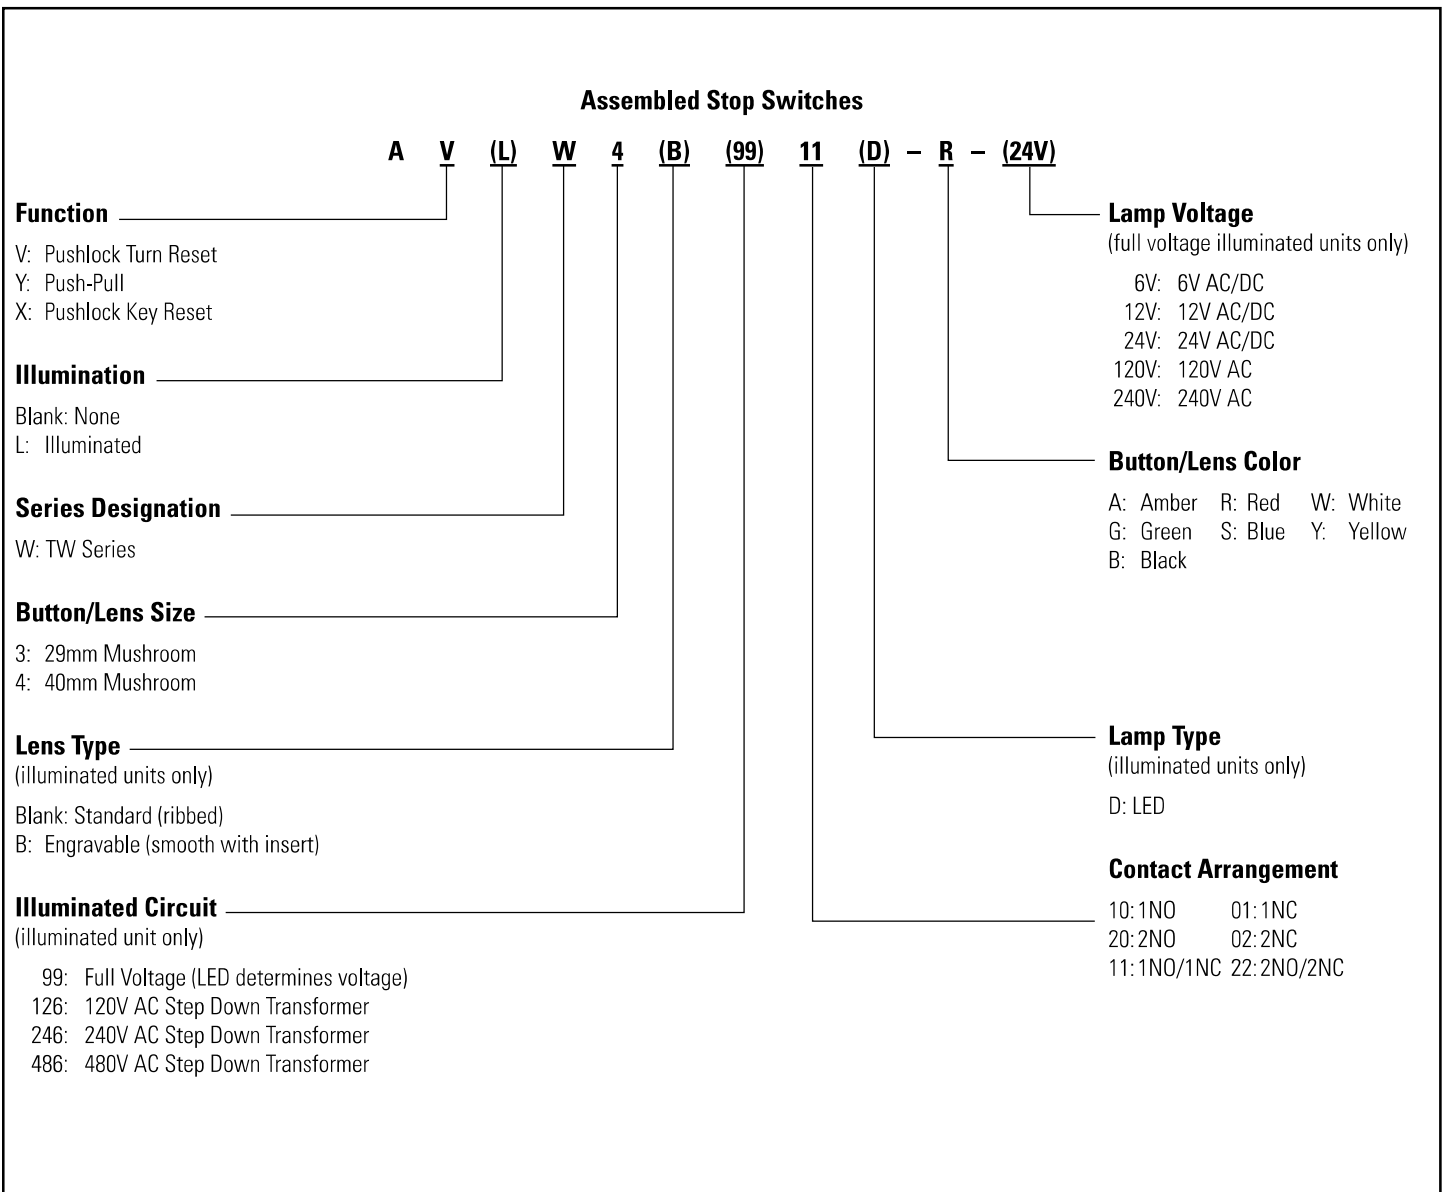 Assembled Stop Switches
A V (L) W 4 (B) (99) 11 (D) – R – (24V)
Function
V: Pushlock Turn Reset
Y: Push-Pull
X: Pushlock Key Reset
Illumination
Blank: None
L: Illuminated
Series Designation
W: TW Series
Button/Lens Size
3: 29mm Mushroom
4: 40mm Mushroom
Lens Type
(illuminated units only)
Blank: Standard (ribbed)
B: Engravable (smooth with insert)
Illuminated Circuit
(illuminated unit only)
99: Full Voltage (LED determines voltage)
126: 120V AC Step Down Transformer
246: 240V AC Step Down Transformer
486: 480V AC Step Down Transformer
Lamp Voltage
(full voltage illuminated units only)
6V: 6V AC/DC
12V: 12V AC/DC
24V: 24V AC/DC
120V: 120V AC
240V: 240V AC
Button/Lens Color
A: Amber R: Red W: White
G: Green S: Blue Y: Yellow
B: Black
Lamp Type
(illuminated units only)
D: LED
Contact Arrangement
10: 1NO 01: 1NC
20: 2NO 02: 2NC
11: 1NO/1NC 22: 2NO/2NC